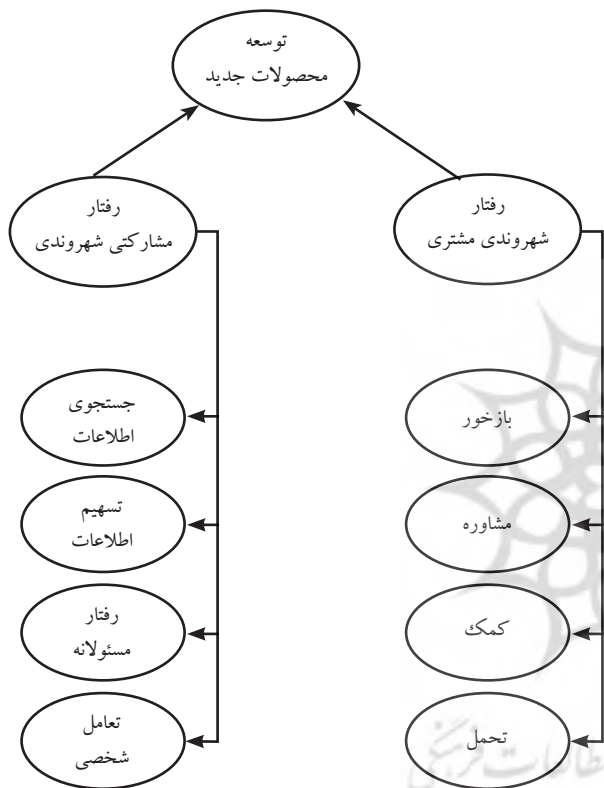 توسعه
محصولات جدید
رفتار
شهروندی مشتری
رفتار
مشارکتی شهروندی
بازخور
مشاوره
کمک
تحمل
جستجوی
اطلاعات
تسهیم
اطلاعات
رفتار
مسئولانه
تعامل
شخصی